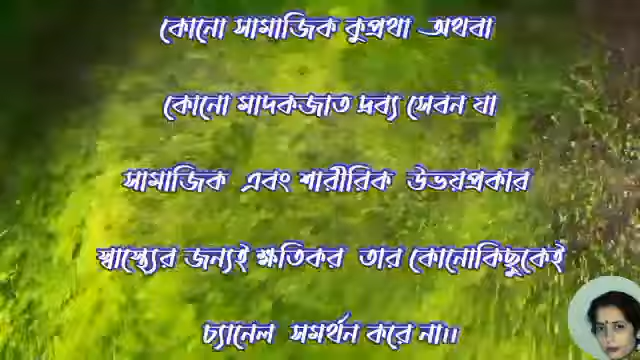 কোনো সামাজিক কুপ্রথা অথবা
কোনো মাদকজাত দ্রব্য সেবন যা
সামাজিক এবং শারীরিক উভয়প্রকার
স্বাস্থ্যের জন্যই ক্ষতিকর তার কোনোকিছুকেই
চ্যানেল সমর্থন করে না।।